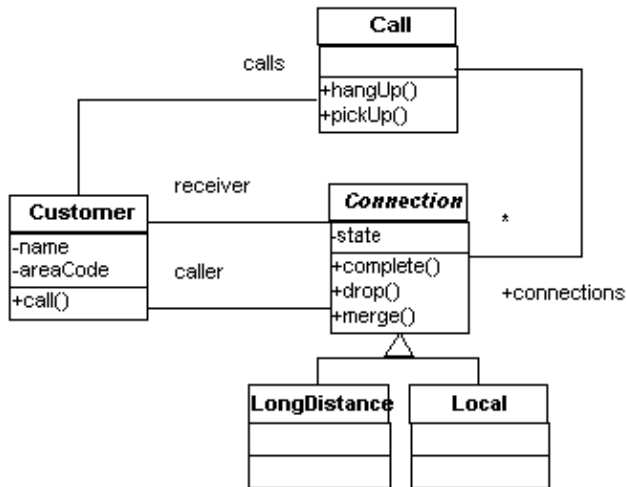 Call
calls
+hangUp()
+pickUp()
receiver
Customer
-name
-areaCode
+call()
caller
Connection
-state
+complete()
+drop()
+merge()
*
+connections
LongDistance
Local